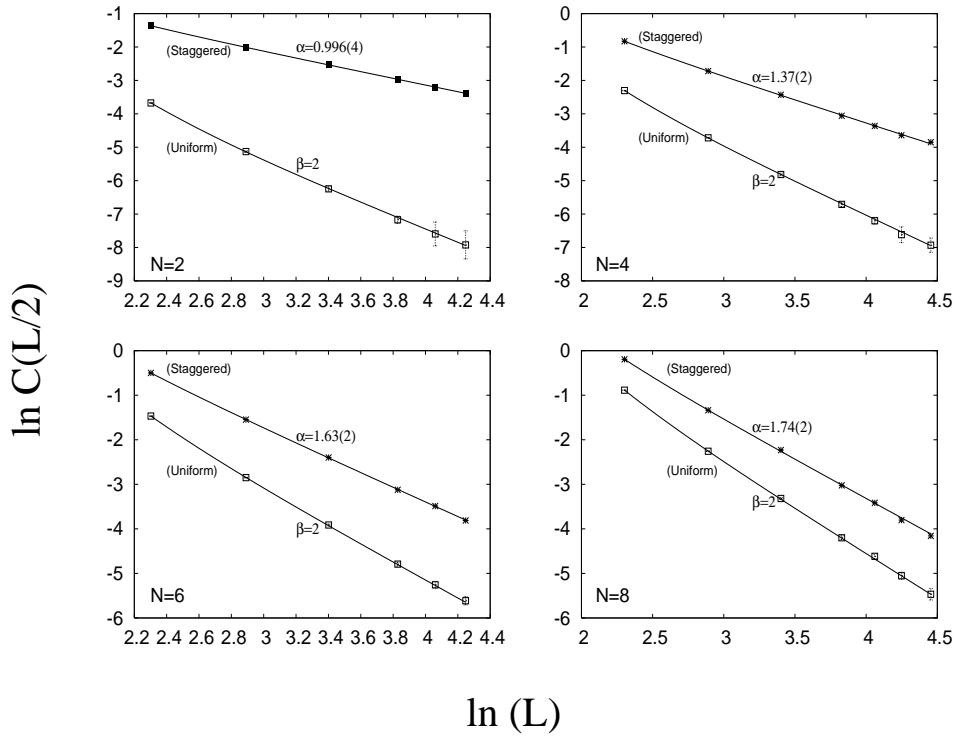 -1
-2
-3
-4
-5
-6
-7
-8
-9
2.2 2.4 2.6 2.8 3 3.2 3.4 3.6 3.8 4 4.2 4.4
(Staggered)
α=0.996(4)
(Uniform)
β=2
N=2
0
-1
-2
-3
-4
-5
-6
-7
-8
2 2.5 3 3.5 4 4.5
(Staggered)
α=1.37(2)
(Uniform)
β=2
N=4
0
-1
-2
-3
-4
-5
-6
2.2 2.4 2.6 2.8 3 3.2 3.4 3.6 3.8 4 4.2 4.4
(Staggered)
α=1.63(2)
(Uniform)
β=2
N=6
0
-1
-2
-3
-4
-5
-6
2 2.5 3 3.5 4 4.5
(Staggered)
α=1.74(2)
(Uniform)
β=2
N=8
ln C(L/2)
ln (L)